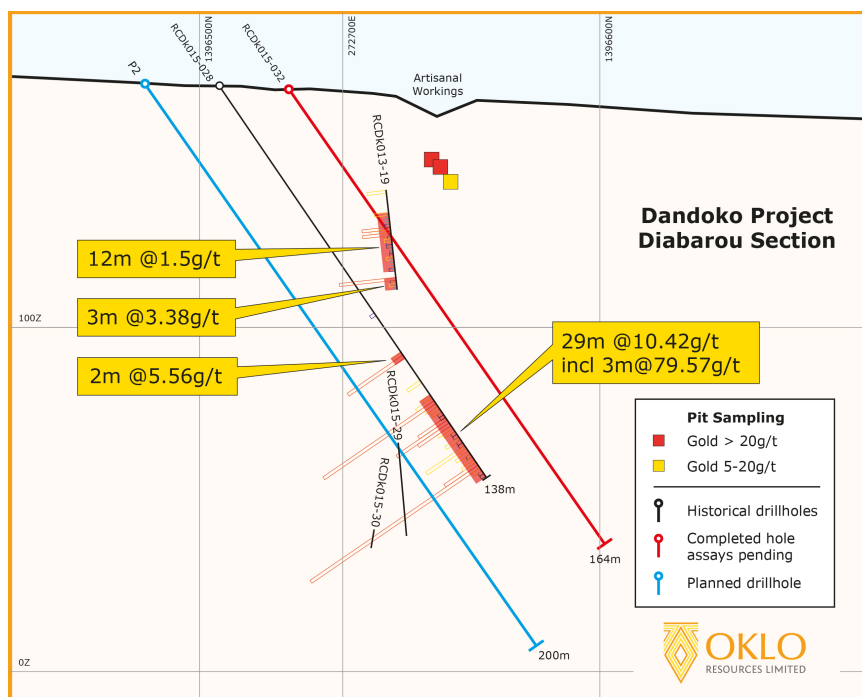 P2
RCDk015-028
1396500N
RCDk015-032
272700E
1396600N
Artisanal
Workings
RCDk013-19
Dandoko Project
Diabarou Section
12m @1.5g/t
3m @3.38g/t
100Z
29m @10.42g/t
incl 3m@79.57g/t
2m @5.56g/t
RCDk015-29
RCDk015-30
138m
164m
200m
Pit Sampling
Gold > 20g/t
Gold 5-20g/t
Historical drillholes
Completed hole
assays pending
Planned drillhole
0Z
OKLO
RESOURCES LIMITED